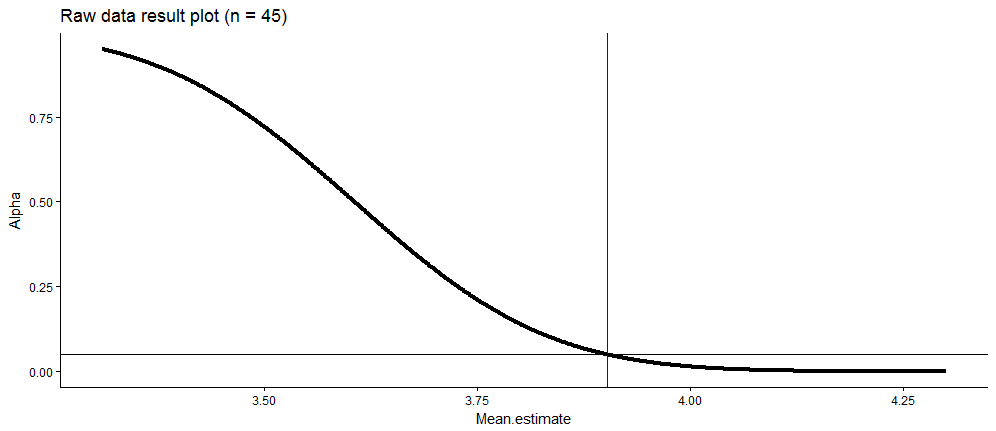 Raw data result plot (n = 45)
Alpha
0.75
0.50
0.25
0.00
3.50
3.75
4.00
4.25
Mean.estimate